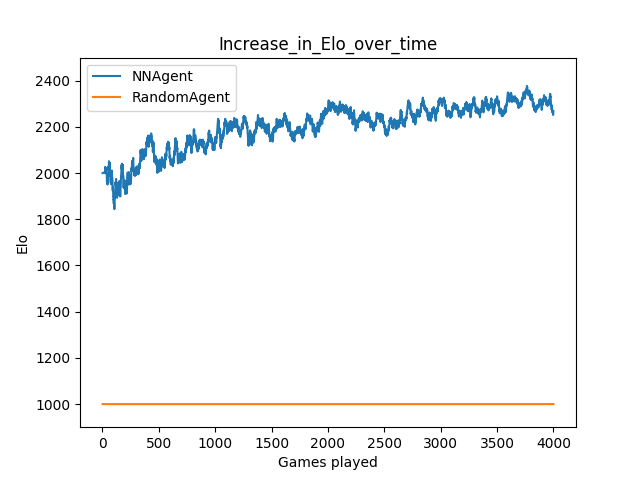 Increase_in_Elo_over_time
NNAgent
RandomAgent
2400
2200
2000
1800
1600
1400
1200
1000
Elo
0 500 1000 1500 2000 2500 3000 3500 4000
Games played